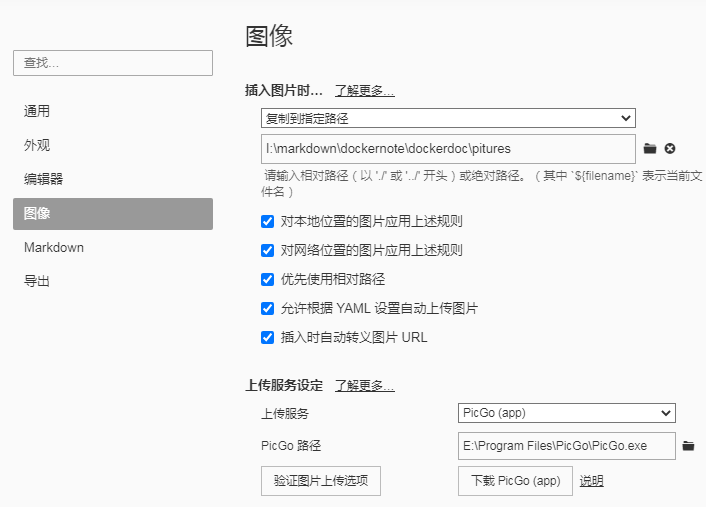 图像
查找...
通用
外观
编辑器
图像
Markdown
导出
插入图片时... 了解更多...
复制到指定路径
I:\markdown\dockernote\dockerdoc\pitures
请输入相对路径（以 './' 或 '../' 开头）或绝对路径。（其中 `${filename}` 表示当前文
件名）
对本地位置的图片应用上述规则
对网络位置的图片应用上述规则
优先使用相对路径
允许根据 YAML 设置自动上传图片
插入时自动转义图片 URL
上传服务设定 了解更多...
上传服务 PicGo (app)
PicGo 路径 E:\Program Files\PicGo\PicGo.exe
验证图片上传选项 下载 PicGo (app) 说明